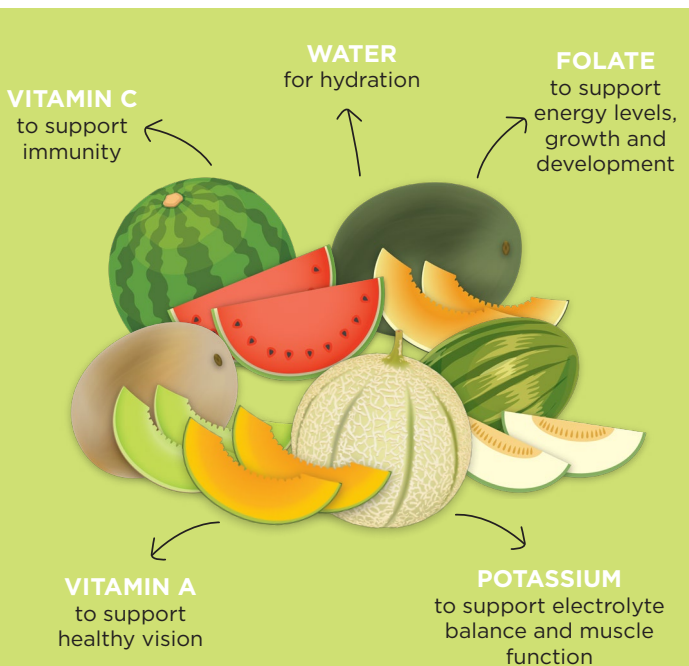 WATER
for hydration
FOLATE
to support
energy levels,
growth and
development
VITAMIN C
to support
immunity
VITAMIN A
to support
healthy vision
POTASSIUM
to support electrolyte
balance and muscle
function